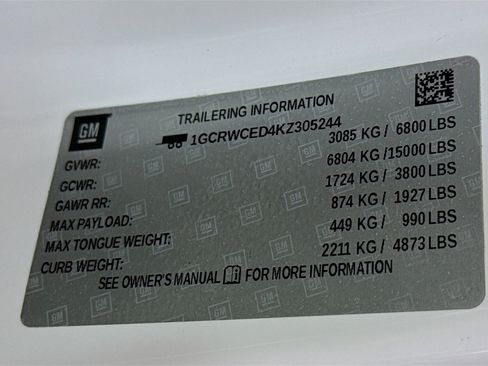 GM
TRAILERING INFORMATION
1GCRWCED4KZ305244
GVWR: 3085 KG / 6800 LBS
GCWR: 6804 KG /15000 LBS
GAWR RR: 1724 KG / 3800 LBS
MAX PAYLOAD: 874 KG / 1927 LBS
MAX TONGUE WEIGHT: 449 KG / 990 LBS
CURB WEIGHT: 2211 KG / 4873 LBS
SEE OWNER'S MANUAL FOR MORE INFORMATION